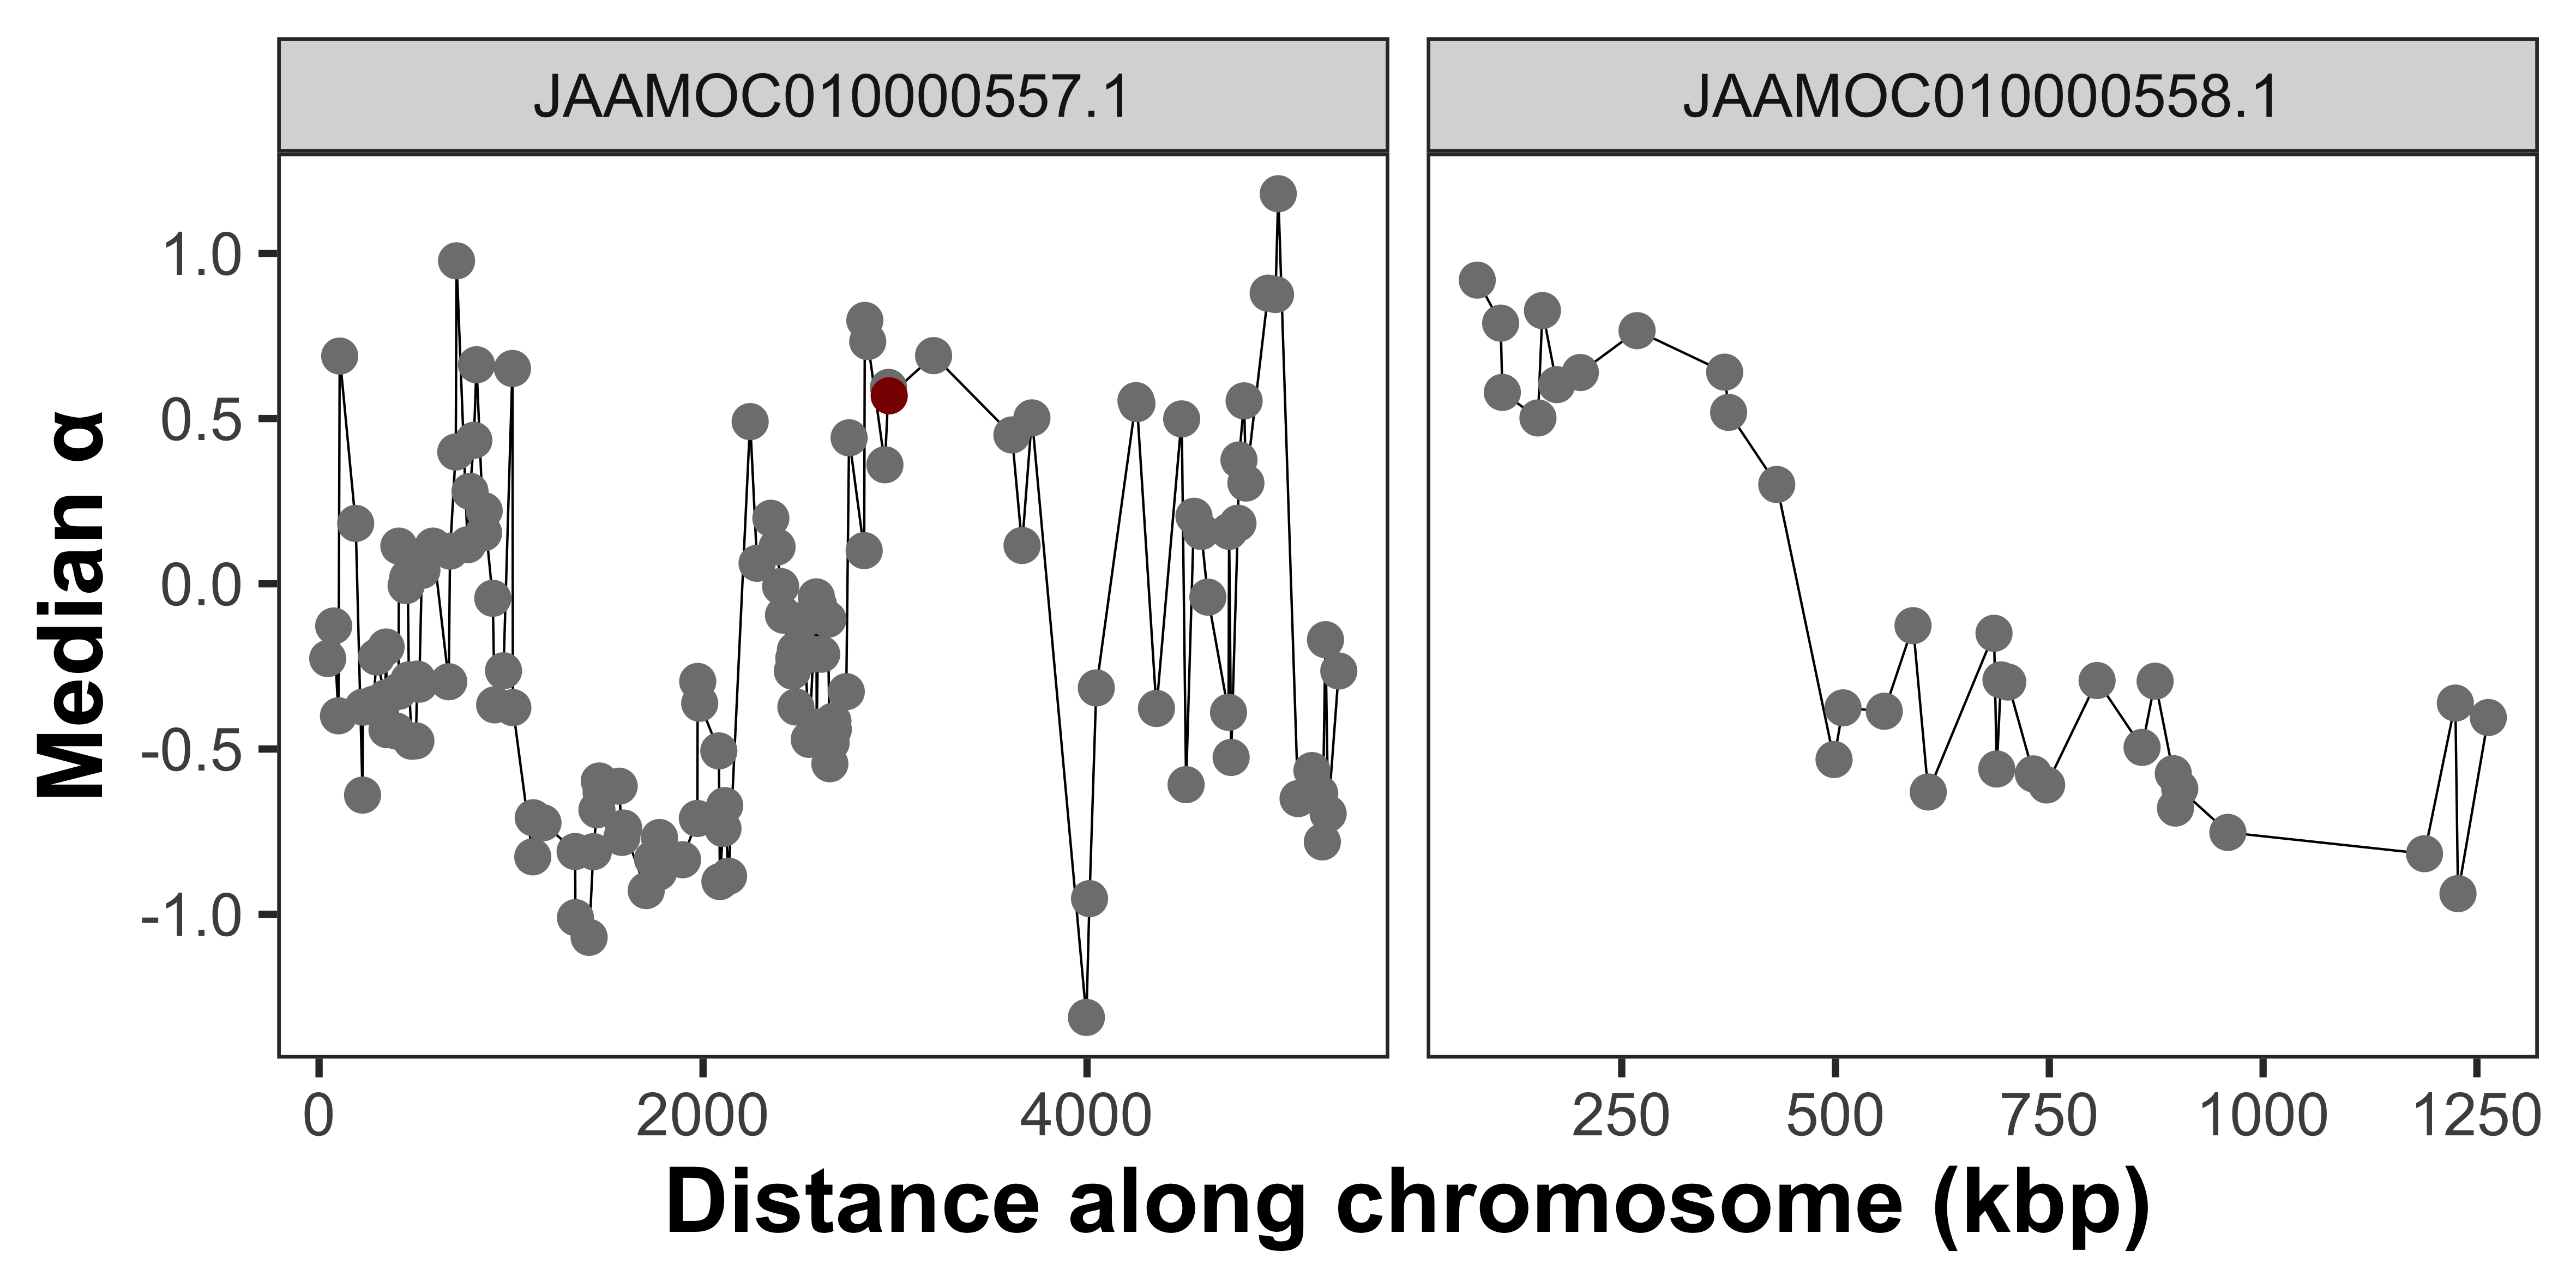 JAAMOC010000557.1 JAAMOC010000558.1
Median α
1.0
0.5
0.0
-0.5
-1.0
0 2000 4000 250 500 750 1000 1250
Distance along chromosome (kbp)